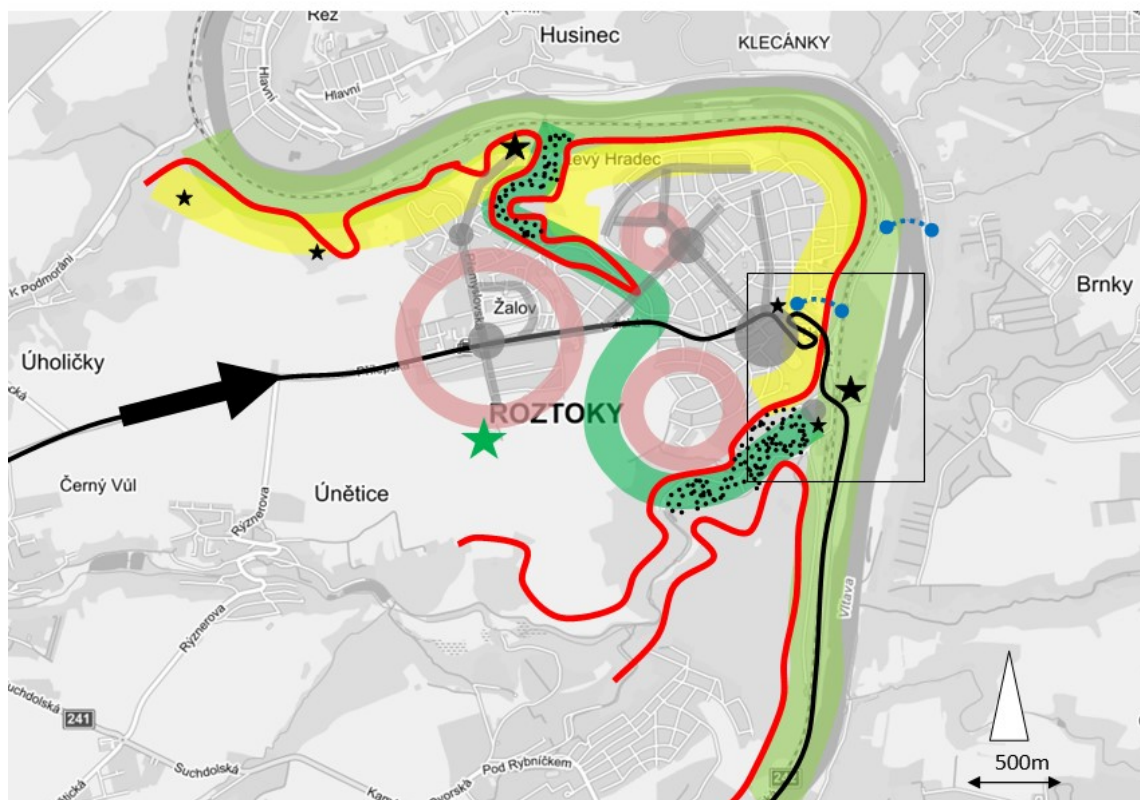 Řež
Husinec
KLECÁNKY
Hlavní
Hlavní
Levý Hradec
K Podmoráni
Přemyslovská
Žalov
Brnky
Úholičky
ROZTOKY
Černý Vůl
Únětice
Rýznerova
Rýznerova
Vltava
Suchdolská
241
Suchdolská
Pod Rybníčkem
500m